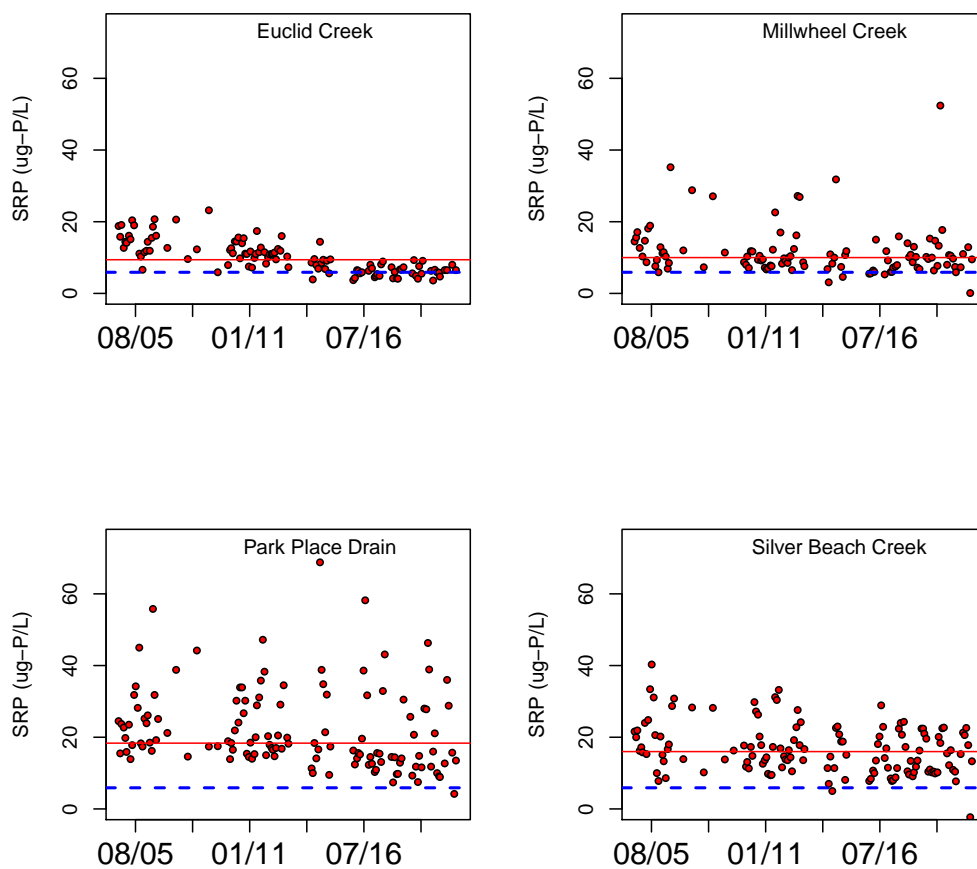 Euclid Creek
SRP (ug−P/L)
0 20 40 60
08/05 01/11 07/16
Millwheel Creek
SRP (ug−P/L)
0 20 40 60
08/05 01/11 07/16
Park Place Drain
SRP (ug−P/L)
0 20 40 60
08/05 01/11 07/16
Silver Beach Creek
SRP (ug−P/L)
0 20 40 60
08/05 01/11 07/16